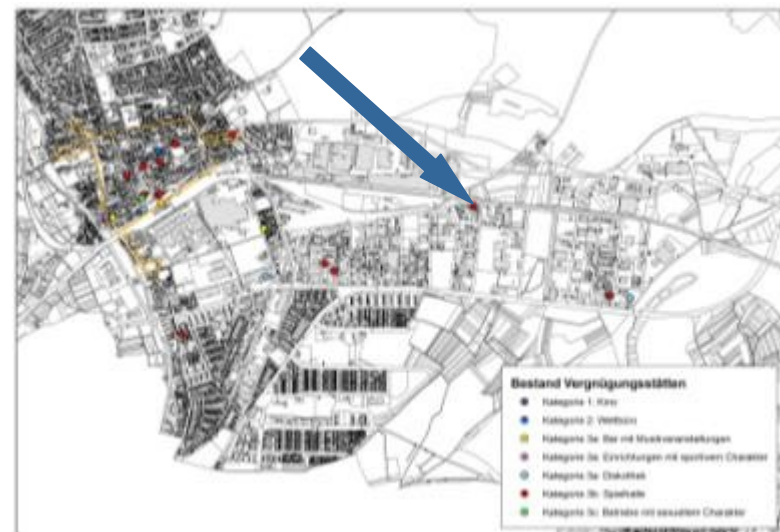 Bestand Vergnügungsstätten
Kategorie 1: Kino
Kategorie 2: Wettbüro
Kategorie 3a: Bar mit Musikveranstaltungen
Kategorie 3a: Einrichtungen mit sportivem Charakter
Kategorie 3a: Diskothek
Kategorie 3b: Spielhalle
Kategorie 3c: Betriebe mit sexuellem Charakter